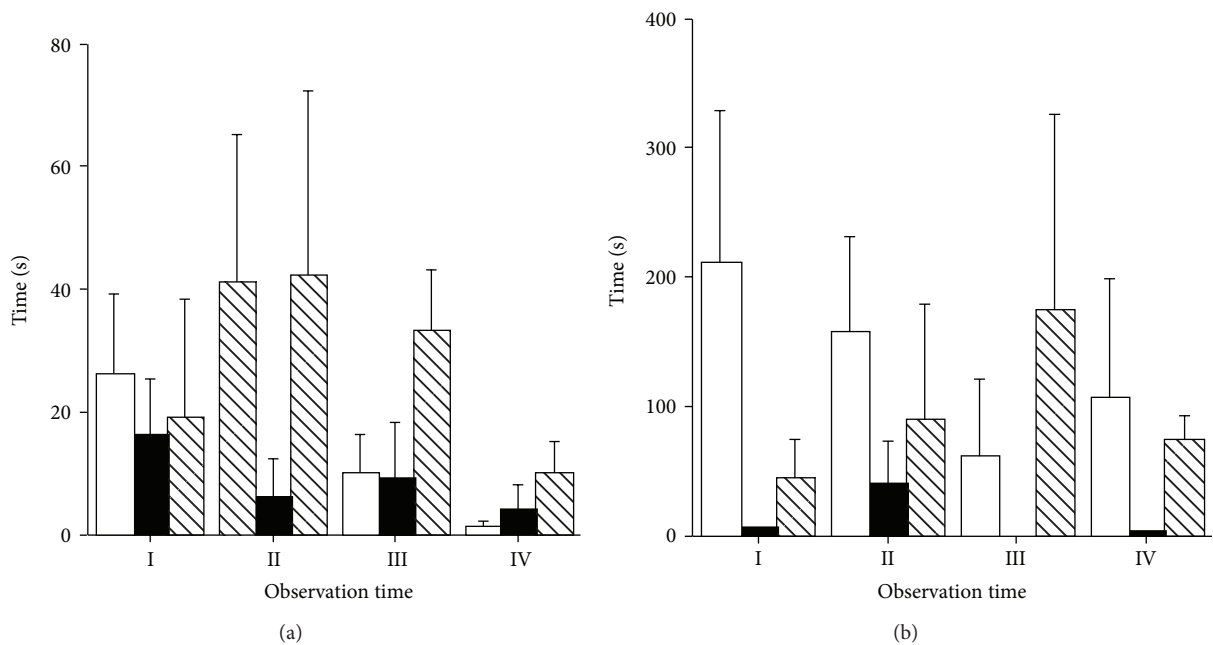 80
60
40
20
0
Time (s)
I II III IV
Observation time
(a)
400
300
200
100
0
Time (s)
I II III IV
Observation time
(b)